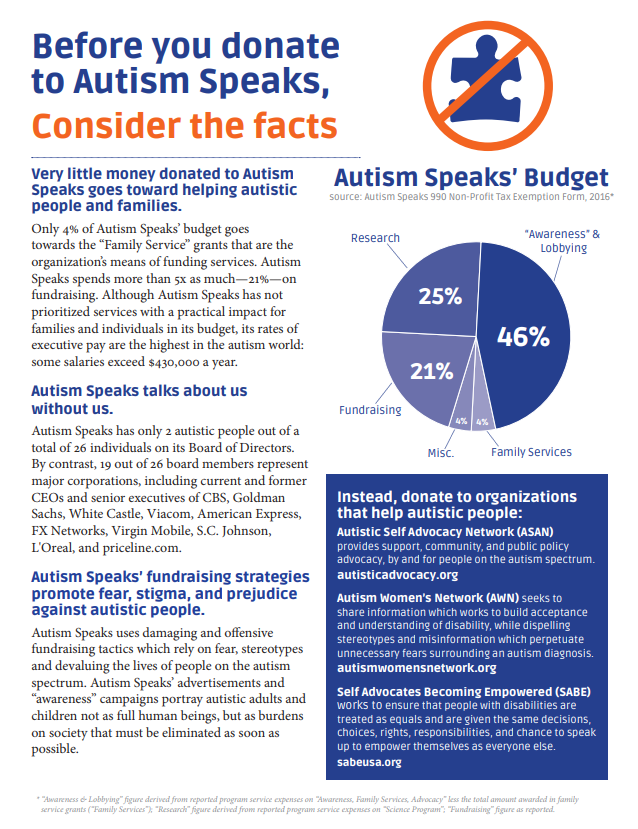 Before you donate
to Autism Speaks,
Consider the facts
Very little money donated to Autism
Speaks goes toward helping autistic
people and families.
Only 4% of Autism Speaks' budget goes
towards the “Family Service” grants that are the
organization's means of funding services. Autism
Speaks spends more than 5x as much—21%—on
fundraising. Although Autism Speaks has not
prioritized services with a practical impact for
families and individuals in its budget, its rates of
executive pay are the highest in the autism world:
some salaries exceed $430,000 a year.
Autism Speaks talks about us
without us.
Autism Speaks has only 2 autistic people out of a
total of 26 individuals on its Board of Directors.
By contrast, 19 out of 26 board members represent
major corporations, including current and former
CEOs and senior executives of CBS, Goldman
Sachs, White Castle, Viacom, American Express,
FX Networks, Virgin Mobile, S.C. Johnson,
L'Oreal, and priceline.com.
Autism Speaks' fundraising strategies
promote fear, stigma, and prejudice
against autistic people.
Autism Speaks uses damaging and offensive
fundraising tactics which rely on fear, stereotypes
and devaluing the lives of people on the autism
spectrum. Autism Speaks' advertisements and
“awareness” campaigns portray autistic adults and
children not as full human beings, but as burdens
on society that must be eliminated as soon as
possible.
Autism Speaks' Budget
source: Autism Speaks 990 Non-Profit Tax Exemption Form, 2016*
Research
“Awareness” &
Lobbying
25%
46%
21%
Fundraising
4%
4%
Misc.
Family Services
Instead, donate to organizations
that help autistic people:
Autistic Self Advocacy Network (ASAN)
provides support, community, and public policy
advocacy, by and for people on the autism spectrum.
autisticadvocacy.org
Autism Women's Network (AWN) seeks to
share information which works to build acceptance
and understanding of disability, while dispelling
stereotypes and misinformation which perpetuate
unnecessary fears surrounding an autism diagnosis.
autismwomensnetwork.org
Self Advocates Becoming Empowered (SABE)
works to ensure that people with disabilities are
treated as equals and are given the same decisions,
choices, rights, responsibilities, and chance to speak
up to empower themselves as everyone else.
sabeusa.org
* “Awareness & Lobbying” figure derived from reported program service expenses on “Awareness, Family Services, Advocacy” less the total amount awarded in family
service grants (“Family Services”); “Research” figure derived from reported program service expenses on “Science Program”; “Fundraising” figure as reported.